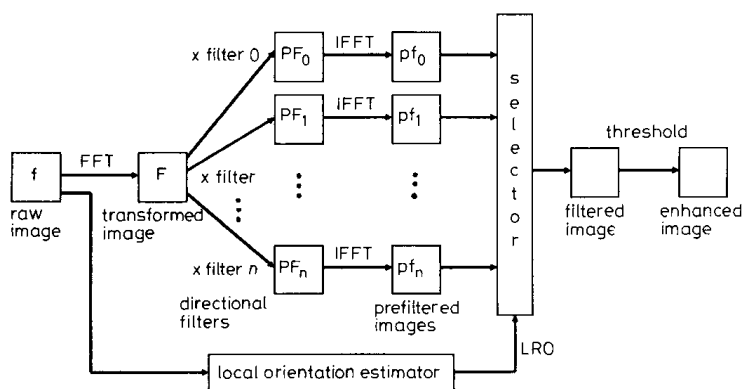 x filter 0
PF0
IFFT
pf0
PF1
IFFT
pf1
selector
f
FFT
F
x filter
raw
image
transformed
image
threshold
filtered
image
enhanced
image
x filter n
PFn
IFFT
pfn
directional
filters
prefiltered
images
LRO
local orientation estimator